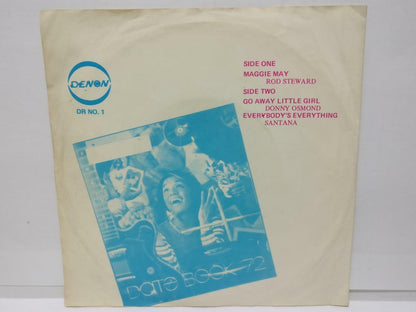 DENON
DR NO. 1
SIDE ONE
MAGGIE MAY
ROD STEWARD
SIDE TWO
GO AWAY LITTLE GIRL
DONNY OSMOND
EVERYBODY'S EVERYTHING
SANTANA
DATE BOOK 72